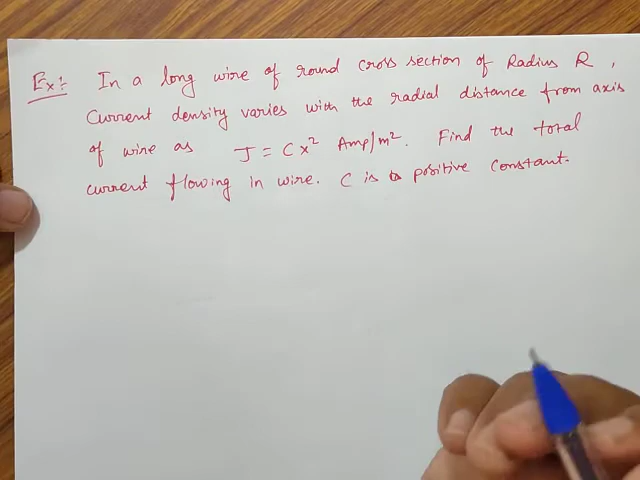 Ex:- In a long wire of round cross section of Radius R,
Current density varies with the radial distance from axis
of wire as J = Cx² Amp/m². Find the total
current flowing in wire. C is positive constant.